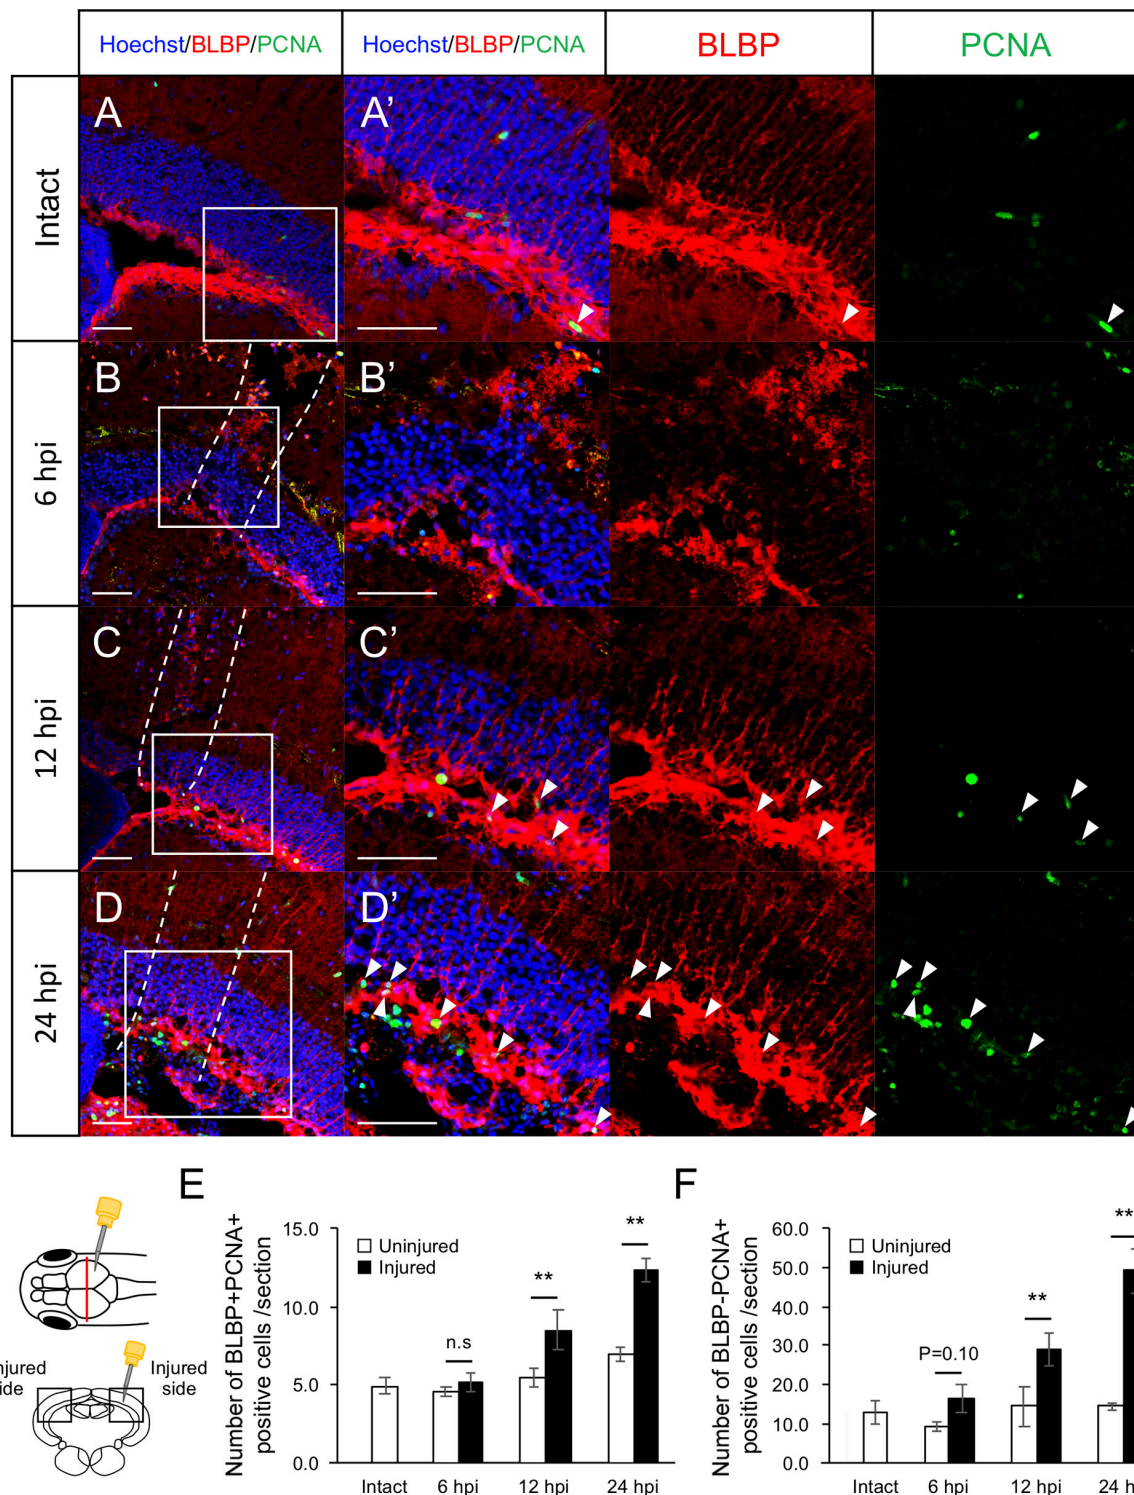 Hoechst/BLBP/PCNA
Hoechst/BLBP/PCNA
BLBP
PCNA
Intact
A
A'
6 hpi
B
B'
12 hpi
C
C'
24 hpi
D
D'
njured
side
Injured
side
E
Number of BLBP+PCNA+
positive cells /section
15.0
10.0
5.0
0.0
Uninjured
Injured
n.s
**
**
Intact
6 hpi
12 hpi
24 hpi
F
Number of BLBP-PCNA+
positive cells /section
60.0
50.0
40.0
30.0
20.0
10.0
0.0
Uninjured
Injured
P=0.10
**
**
Intact
6 hpi
12 hpi
24 h